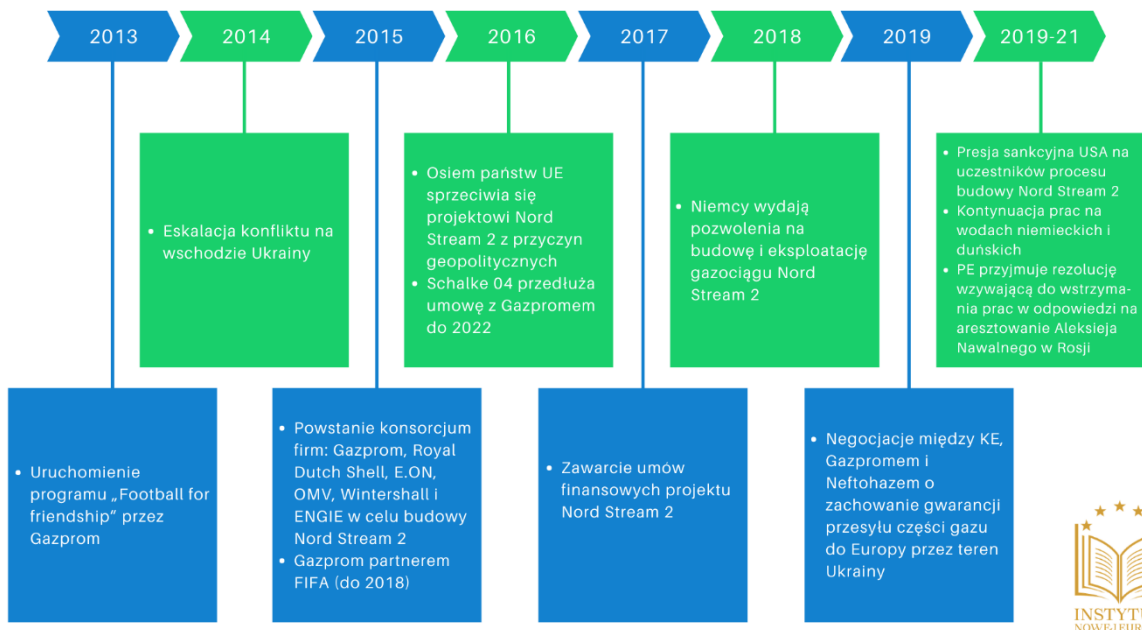 2013
2014
2015
2016
2017
2018
2019
2019-21
• Eskalacja konfliktu na
wschodzie Ukrainy
• Osiem państw UE
sprzeciwia się
projektowi Nord
Stream 2 z przyczyn
geopolitycznych
• Schalke 04 przedłuża
umowę z Gazpromem
do 2022
• Niemcy wydają
pozwolenia na
budowę i eksploatację
gazociągu Nord
Stream 2
• Presja sankcyjna USA na
uczestników procesu
budowy Nord Stream 2
• Kontynuacja prac na
wodach niemieckich i
duńskich
• PE przyjmuje rezolucję
wzywającą do wstrzyma-
nia prac w odpowiedzi na
aresztowanie Aleksieja
Nawalnego w Rosji
• Uruchomienie
programu „Football for
friendship” przez
Gazprom
• Powstanie konsorcjum
firm: Gazprom, Royal
Dutch Shell, E.ON,
OMV, Wintershall i
ENGIE w celu budowy
Nord Stream 2
• Gazprom partnerem
FIFA (do 2018)
• Zawarcie umów
finansowych projektu
Nord Stream 2
• Negocjacje między KE,
Gazpromem i
Neftohazem o
zachowanie gwarancji
przesyłu części gazu
do Europy przez teren
Ukrainy